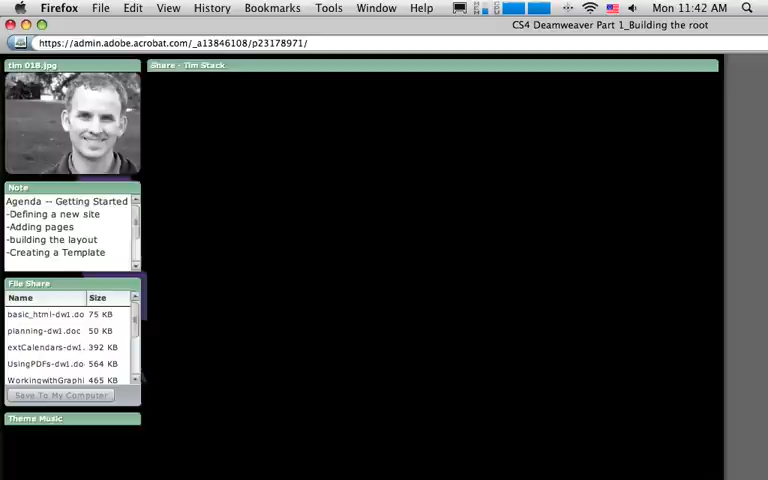 Firefox File Edit View History Bookmarks Tools Window Help Mon 11:42 AM
CS4 Deamweaver Part 1_Building the root
https://admin.adobe.acrobat.com/_a13846108/p23178971/
tim 018.jpg
Share - Tim Stack
Note
Agenda -- Getting Started
-Defining a new site
-Adding pages
-building the layout
-Creating a Template
File Share
Name Size
basic_html-dw1.do 75 KB
planning-dw1.doc 50 KB
extCalendars-dw1. 392 KB
UsingPDFs-dw1.do 564 KB
WorkingwithGraphi 465 KB
Save To My Computer
Theme Music